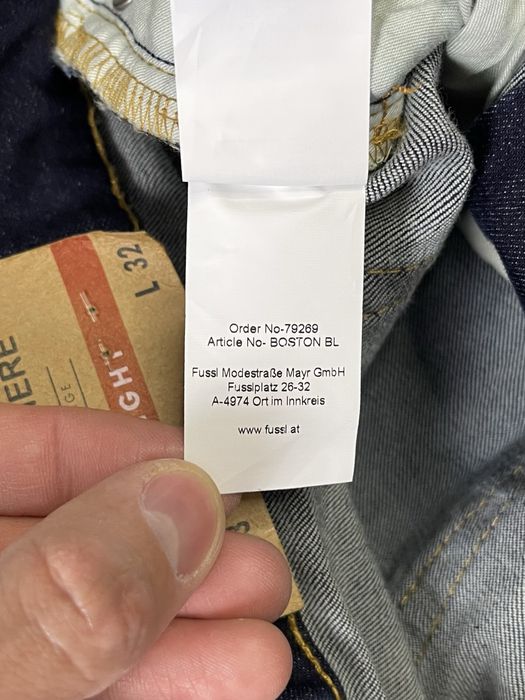 Order No-79269
Article No- BOSTON BL
Fussl Modestraße Mayr GmbH
Fusslplatz 26-32
A-4974 Ort im Innkreis
www.fussl.at
L 32